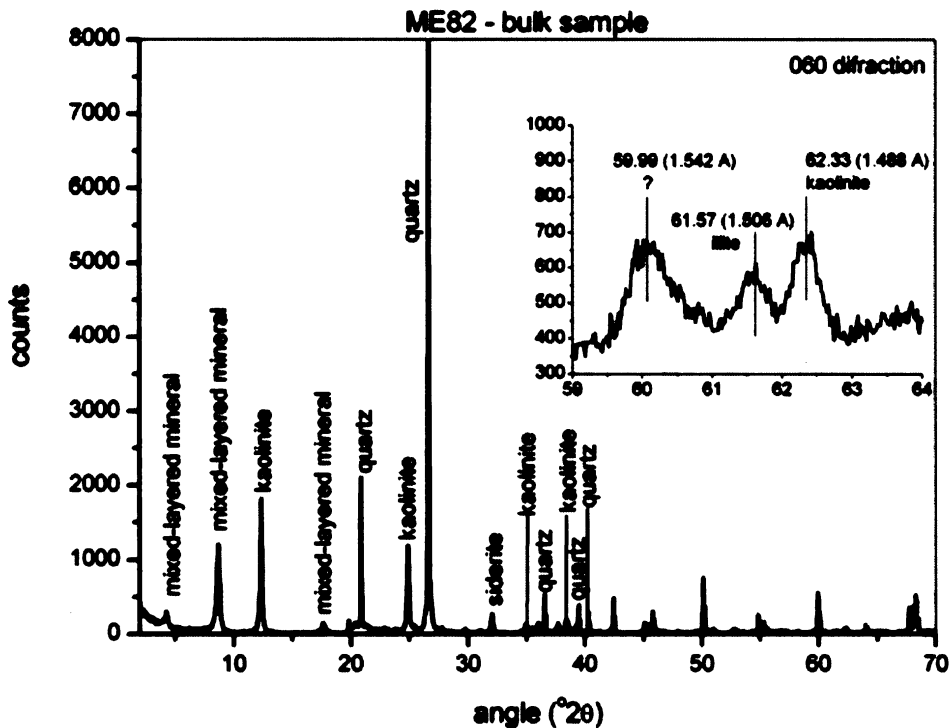 ME82 - bulk sample
8000
7000
6000
5000
4000
3000
2000
1000
0
counts
10
20
30
40
50
60
70
angle (°2θ)
mixed-layered mineral
mixed-layered mineral
kaolinite
mixed-layered mineral
quartz
kaolinite
quartz
siderite
kaolinite
quartz
kaolinite
quartz
quartz
060 difraction
1000
900
800
700
600
500
400
300
59
60
61
62
63
64
59.99 (1.542 A)
?
61.57 (1.506 A)
illite
62.33 (1.488 A)
kaolinite